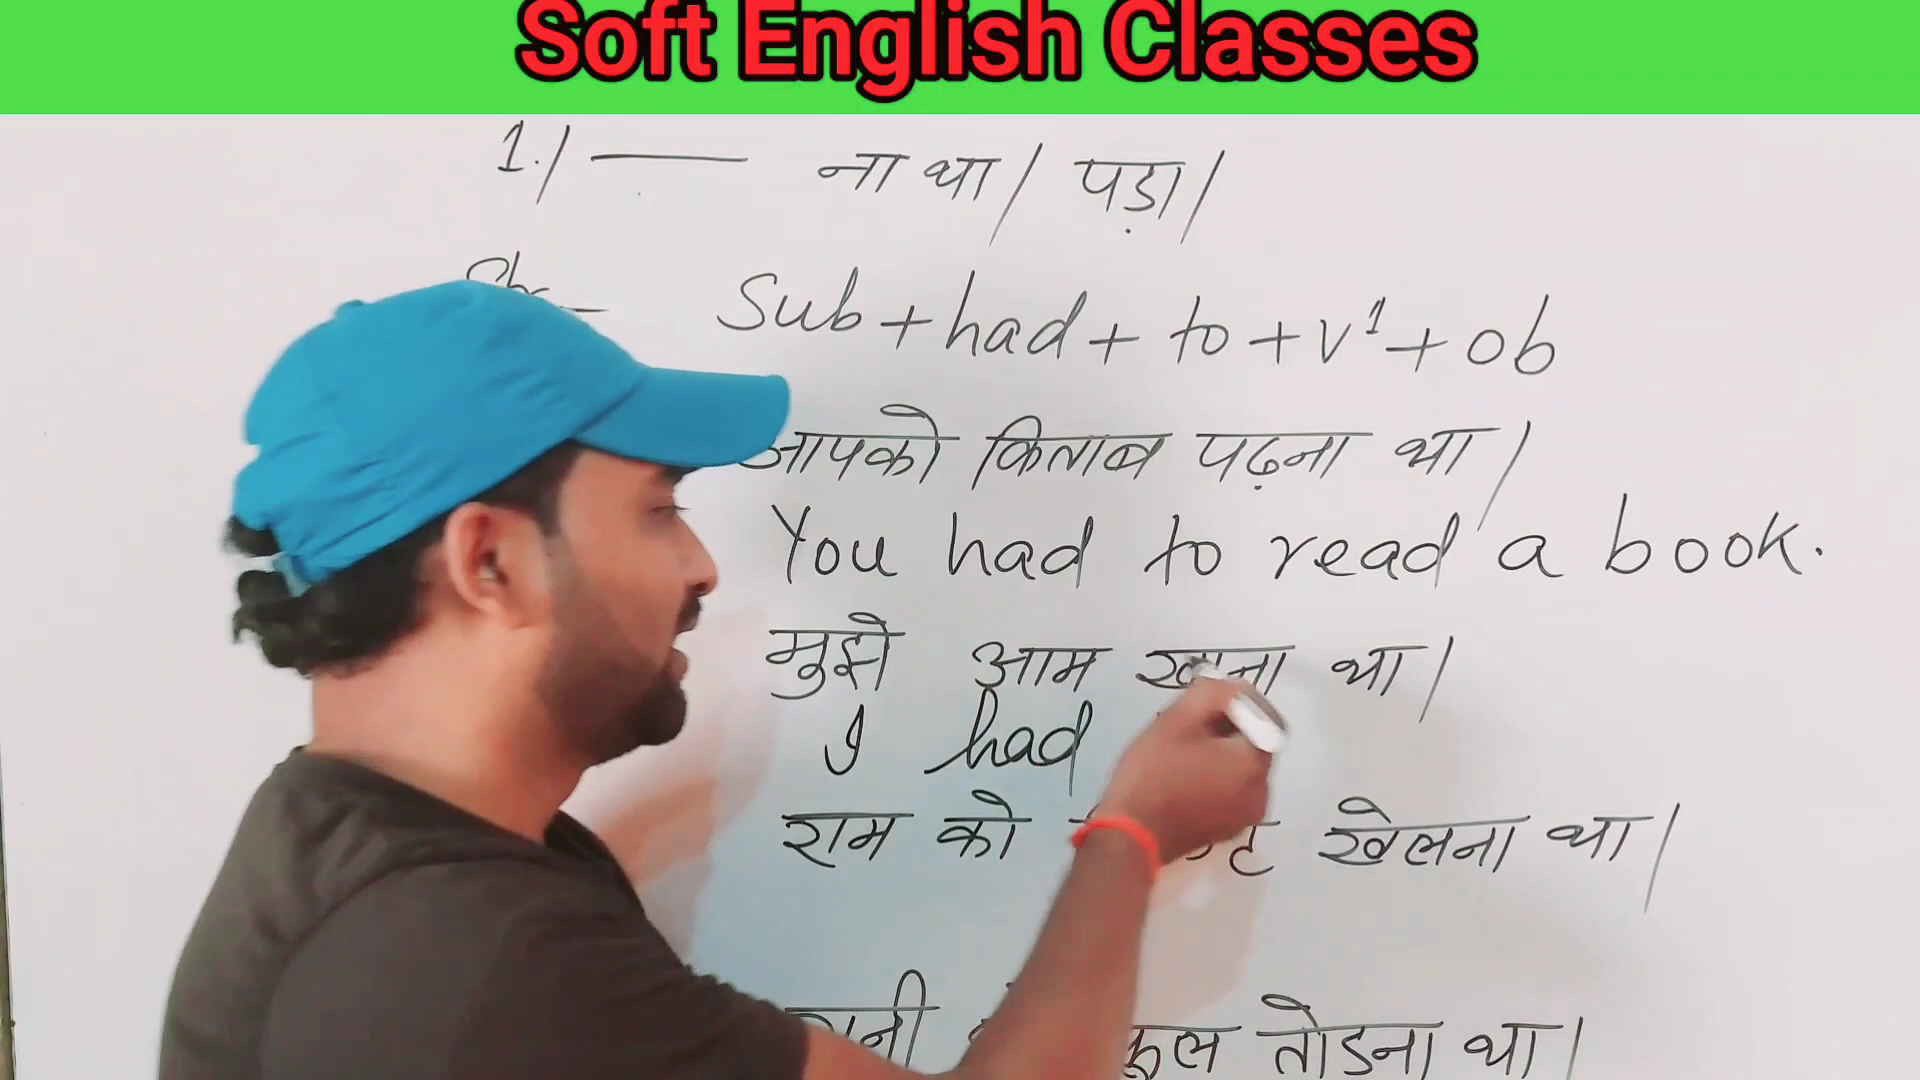 Soft English Classes
1.| — ना था| पड़ा|
Sub + had + to + v¹ + ob
आपको किताब पढ़ना था|
You had to read a book.
मुझे आम खाना था|
I had
राम को खेलना था|
तोडना था|